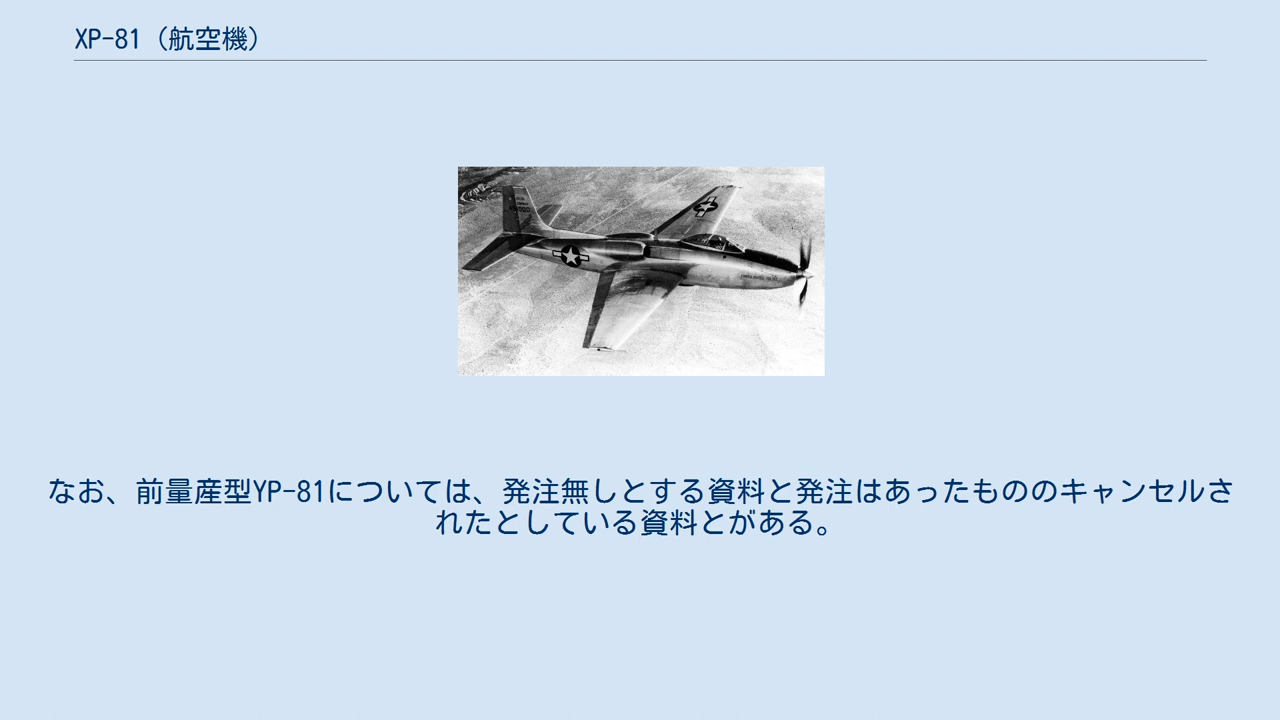 XP-81（航空機）
なお、前量産型YP-81については、発注無しとする資料と発注はあったもののキャンセルさ
れたとしている資料とがある。